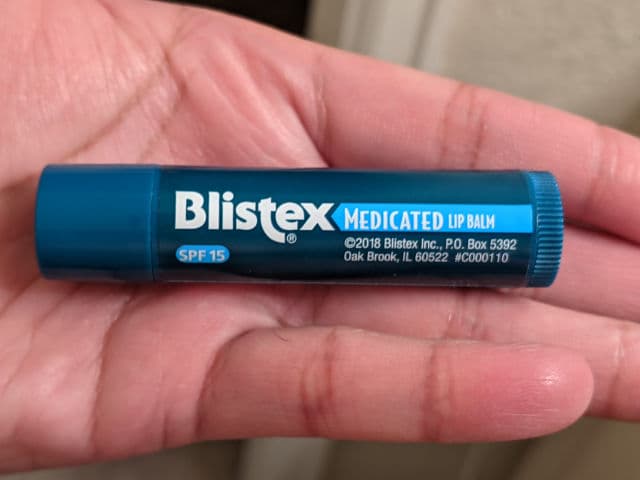 Blistex® MEDICATED LIP BALM
SPF 15
©2018 Blistex Inc., P.O. Box 5392
Oak Brook, IL 60522 #C000110